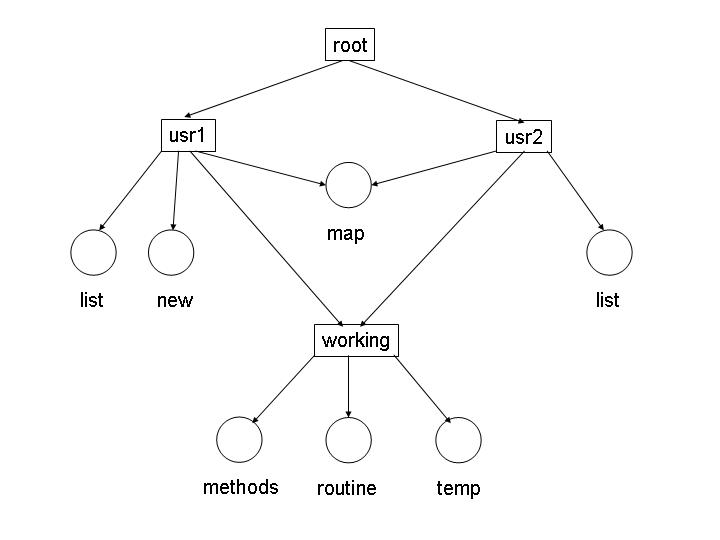 root
usr1
usr2
map
list
new
list
working
methods
routine
temp